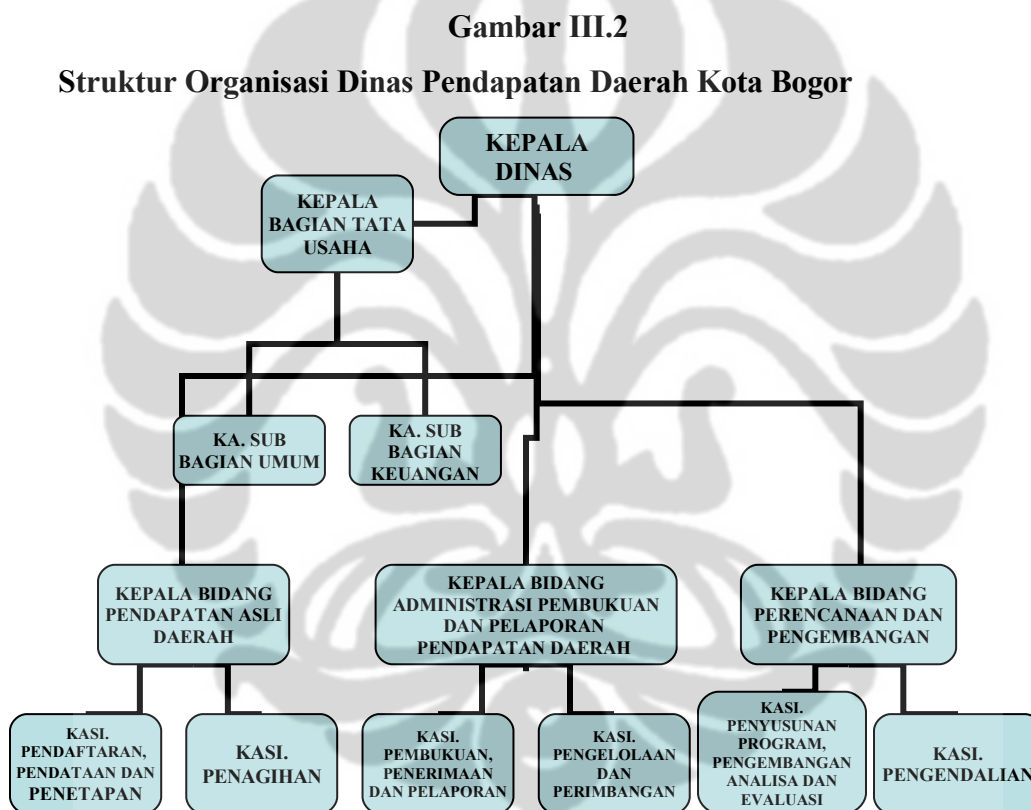 Gambar III.2
Struktur Organisasi Dinas Pendapatan Daerah Kota Bogor
KEPALA
DINAS
KEPALA
BAGIAN TATA
USAHA
KA. SUB
BAGIAN UMUM
KA. SUB
BAGIAN
KEUANGAN
KEPALA BIDANG
PENDAPATAN ASLI
DAERAH
KEPALA BIDANG
ADMINISTRASI PEMBUKUAN
DAN PELAPORAN
PENDAPATAN DAERAH
KEPALA BIDANG
PERENCANAAN DAN
PENGEMBANGAN
KASI.
PENDAFTARAN,
PENDATAAN DAN
PENETAPAN
KASI.
PENAGIHAN
KASI.
PEMBUKUAN,
PENERIMAAN
DAN PELAPORAN
KASI.
PENGELOLAAN
DAN
PERIMBANGAN
KASI.
PENYUSUNAN
PROGRAM,
PENGEMBANGAN
ANALISA DAN
EVALUASI
KASI.
PENGENDALIAN